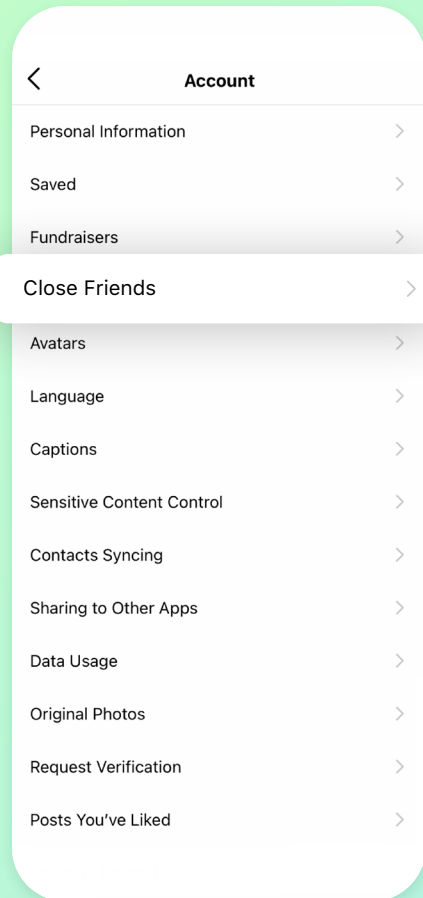 Account
Personal Information
Saved
Fundraisers
Close Friends
Avatars
Language
Captions
Sensitive Content Control
Contacts Syncing
Sharing to Other Apps
Data Usage
Original Photos
Request Verification
Posts You’ve Liked